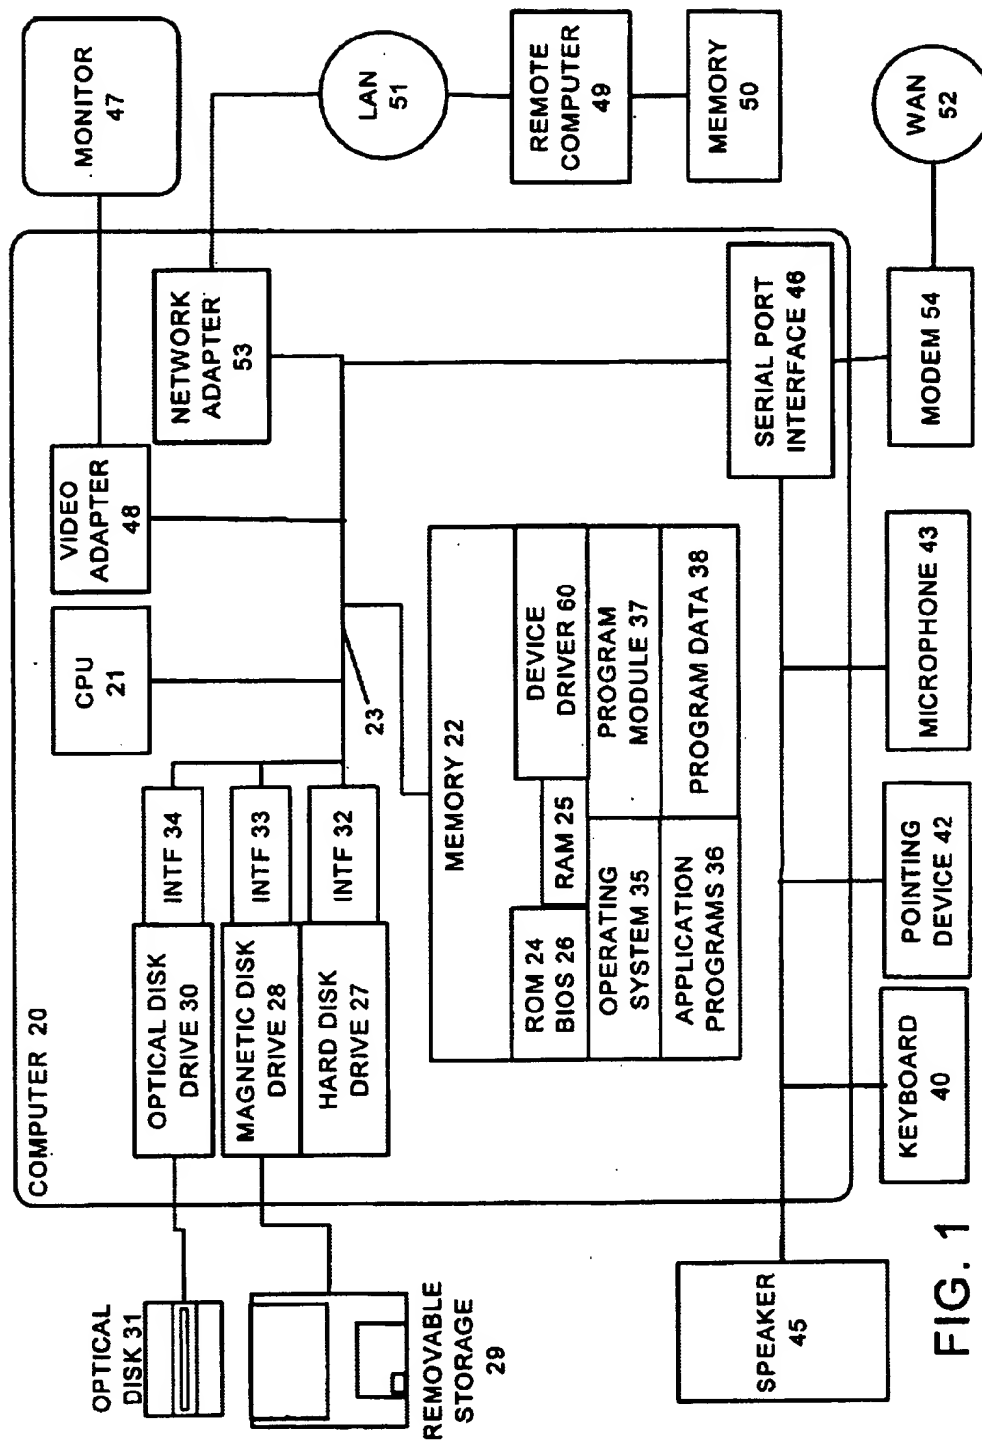 COMPUTER 20
OPTICAL
DISK 31
REMOVABLE
STORAGE
29
OPTICAL DISK
DRIVE 30
INTF 34
MAGNETIC DISK
DRIVE 28
INTF 33
HARD DISK
DRIVE 27
INTF 32
CPU
21
VIDEO
ADAPTER
48
NETWORK
ADAPTER
53
23
MONITOR
47
LAN
51
REMOTE
COMPUTER
49
MEMORY
50
MEMORY 22
ROM 24
BIOS 26
RAM 25
DEVICE
DRIVER 60
OPERATING
SYSTEM 35
PROGRAM
MODULE 37
APPLICATION
PROGRAMS 36
PROGRAM DATA 38
SERIAL PORT
INTERFACE 46
SPEAKER
45
KEYBOARD
40
POINTING
DEVICE 42
MICROPHONE 43
MODEM 54
WAN
52
FIG. 1